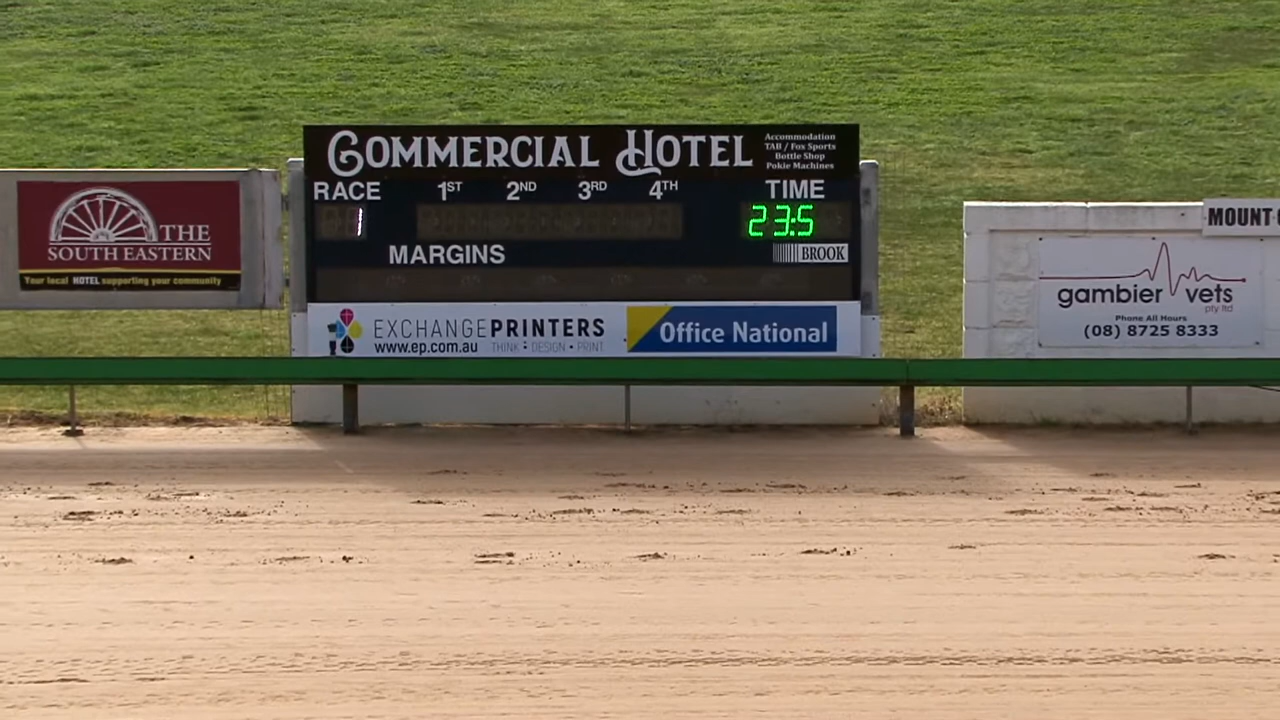 COMMERCIAL HOTEL
Accommodation
TAB / Fox Sports
Bottle Shop
Pokie Machines
RACE 1ST 2ND 3RD 4TH TIME
1 23:5
MARGINS BROOK
THE
SOUTH EASTERN
Your local HOTEL supporting your community
EXCHANGEPRINTERS
www.ep.com.au THINK • DESIGN • PRINT
Office National
MOUNT
gambier vets
pty ltd
Phone All Hours
(08) 8725 8333